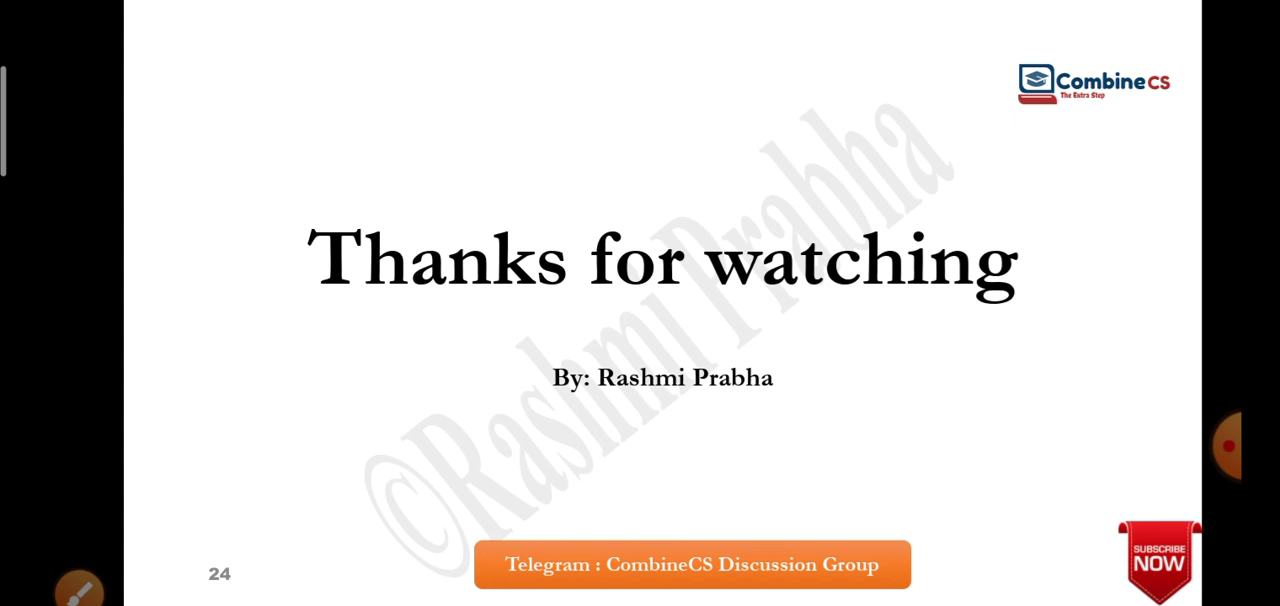 CombineCS
The Extra Step
©Rashmi Prabha
Thanks for watching
By: Rashmi Prabha
Telegram : CombineCS Discussion Group
24
SUBSCRIBE
NOW